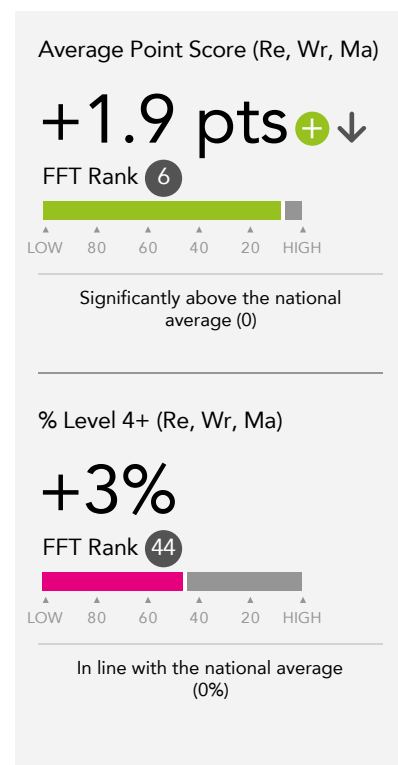 Average Point Score (Re, Wr, Ma)
+1.9 pts + ↓
FFT Rank 6
LOW 80 60 40 20 HIGH
Significantly above the national
average (0)
% Level 4+ (Re, Wr, Ma)
+3%
FFT Rank 44
LOW 80 60 40 20 HIGH
In line with the national average
(0%)